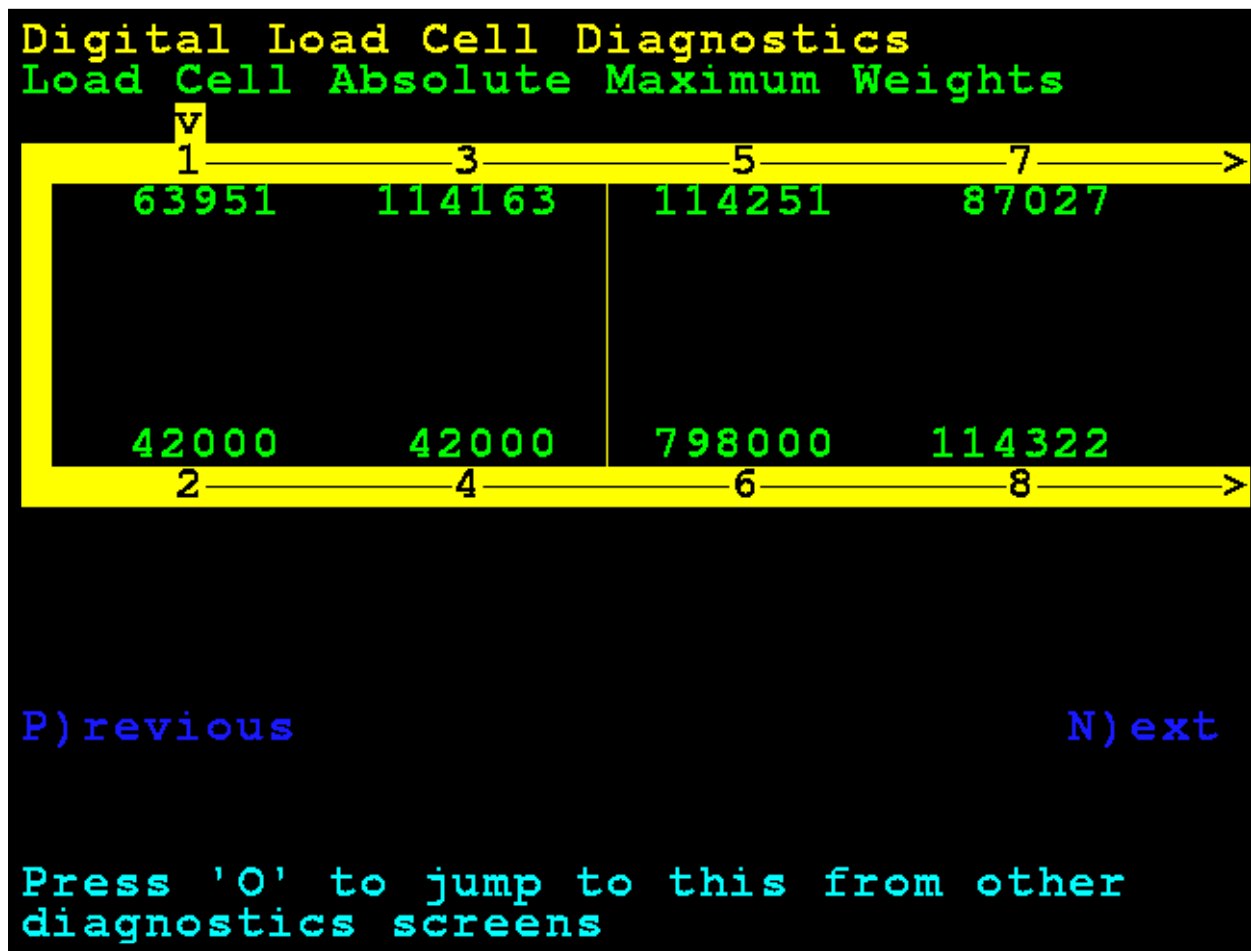 Digital Load Cell Diagnostics
Load Cell Absolute Maximum Weights
v
1 3 5 7 >
63951 114163 114251 87027
42000 42000 798000 114322
2 4 6 8 >
P)revious N)ext
Press 'O' to jump to this from other
diagnostics screens